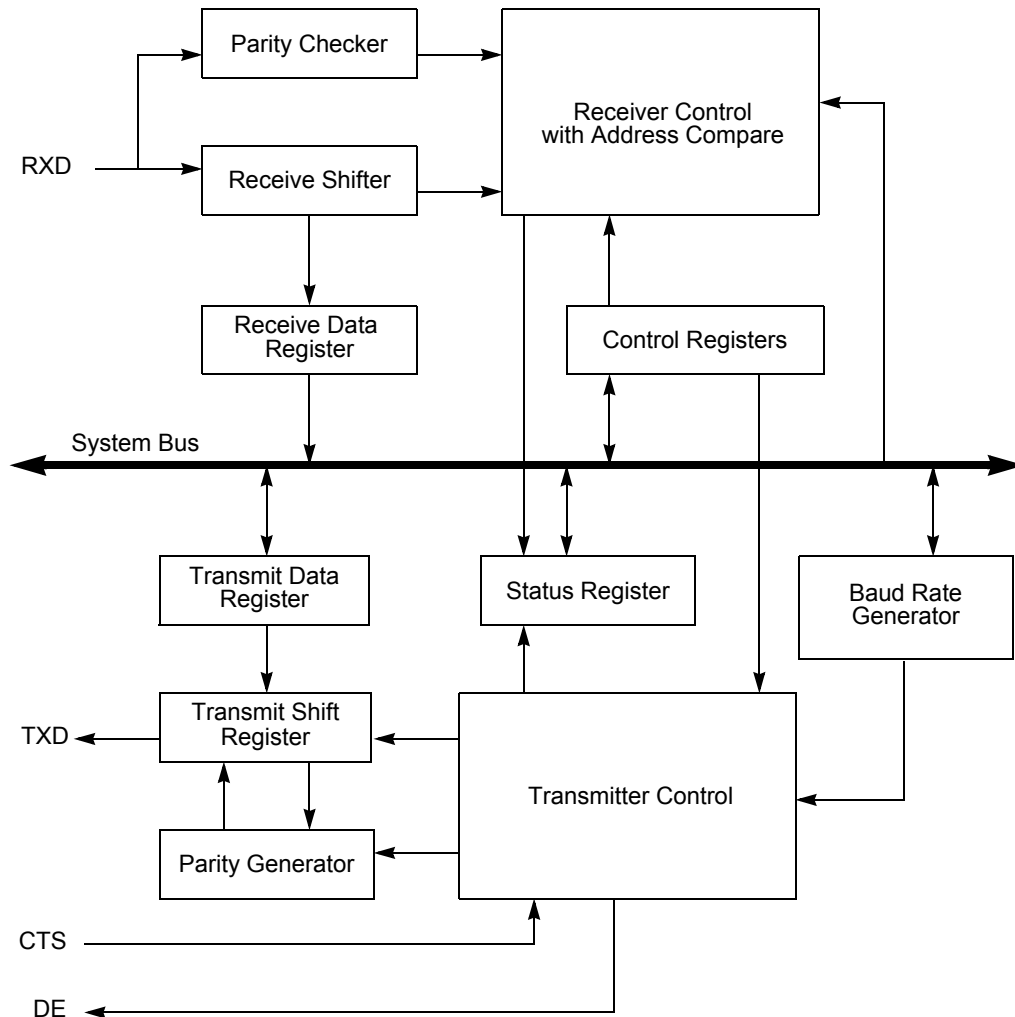 Parity Checker
Receiver Control
with Address Compare
RXD
Receive Shifter
Receive Data
Register
Control Registers
System Bus
Transmit Data
Register
Status Register
Baud Rate
Generator
TXD
Transmit Shift
Register
Transmitter Control
Parity Generator
CTS
DE